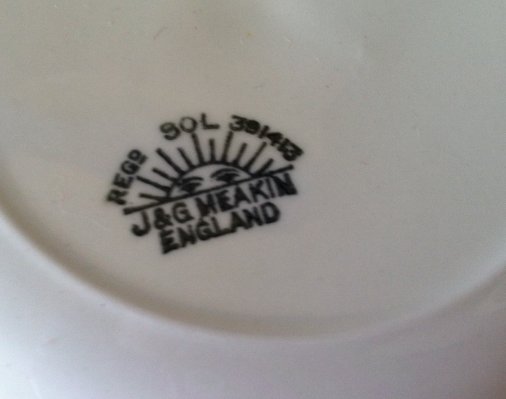 REGD SOL 391413
J&G MEAKIN
ENGLAND